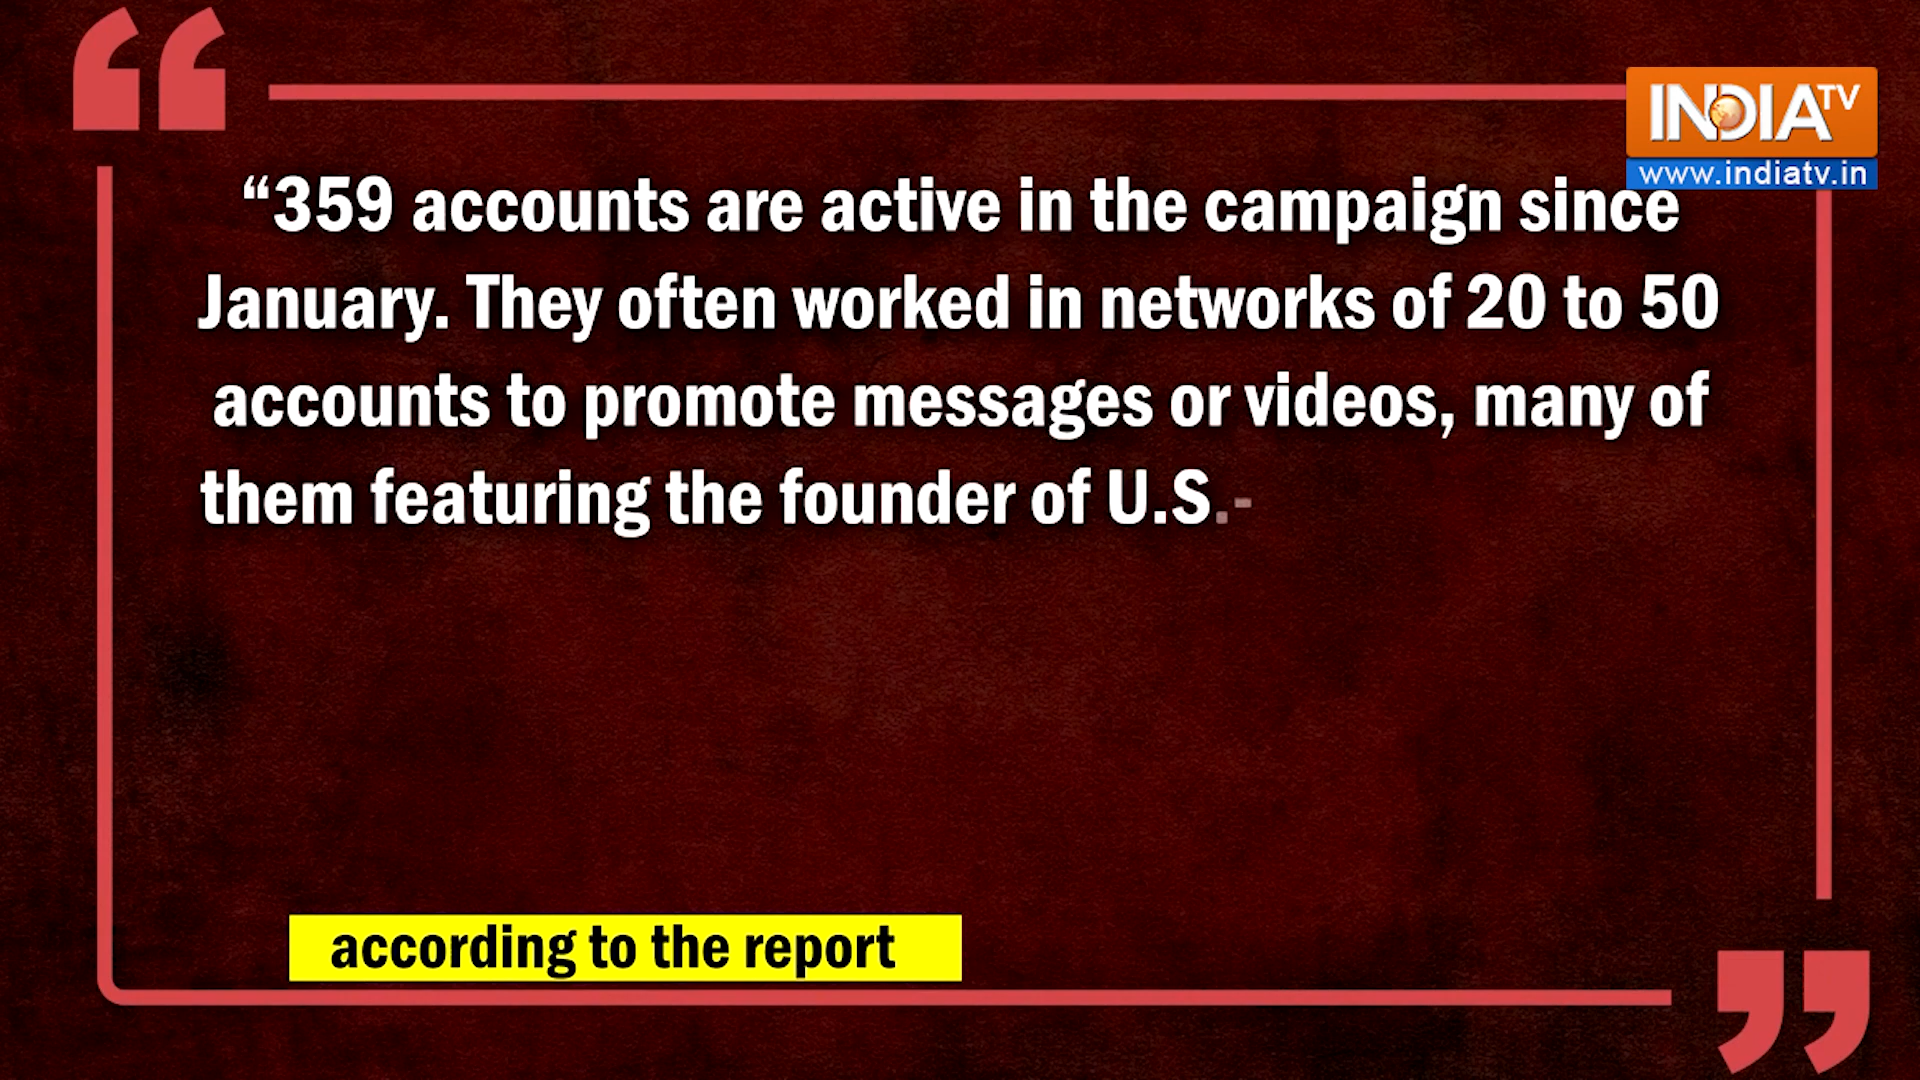 INDIA TV
www.indiatv.in
“359 accounts are active in the campaign since
January. They often worked in networks of 20 to 50
accounts to promote messages or videos, many of
them featuring the founder of U.S.-
according to the report